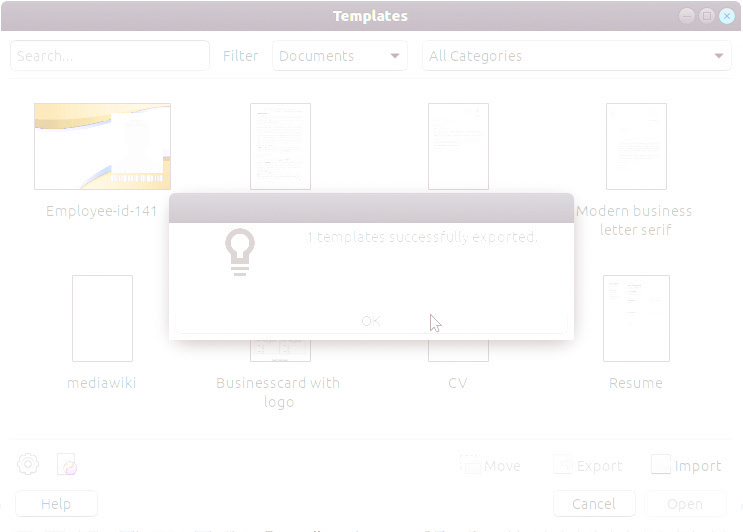 Templates
Search...
Filter
Documents
All Categories
Employee-id-141
Modern business
letter serif
1 templates successfully exported.
OK
mediawiki
Businesscard with
logo
CV
Resume
Move
Export
Import
Help
Cancel
Open